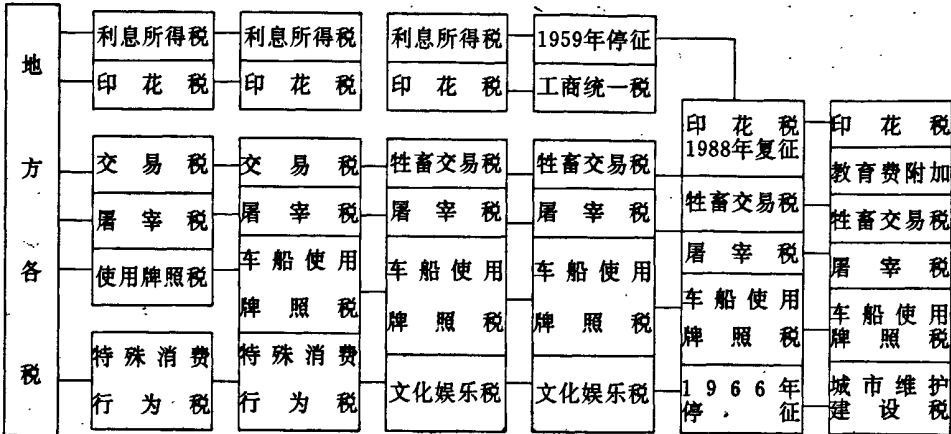 地方各税
利息所得税
印花税
交易税
屠宰税
使用牌照税
特殊消费
行为税
利息所得税
印花税
交易税
屠宰税
车船使用
牌照税
特殊消费
行为税
利息所得税
印花税
牲畜交易税
屠宰税
车船使用
牌照税
文化娱乐税
1959年停征
工商统一税
牲畜交易税
屠宰税
车船使用
牌照税
文化娱乐税
印花税
1988年复征
牲畜交易税
屠宰税
车船使用
牌照税
1966年
停征
印花税
教育费附加
牲畜交易税
屠宰税
车船使用
牌照税
城市维护
建设税